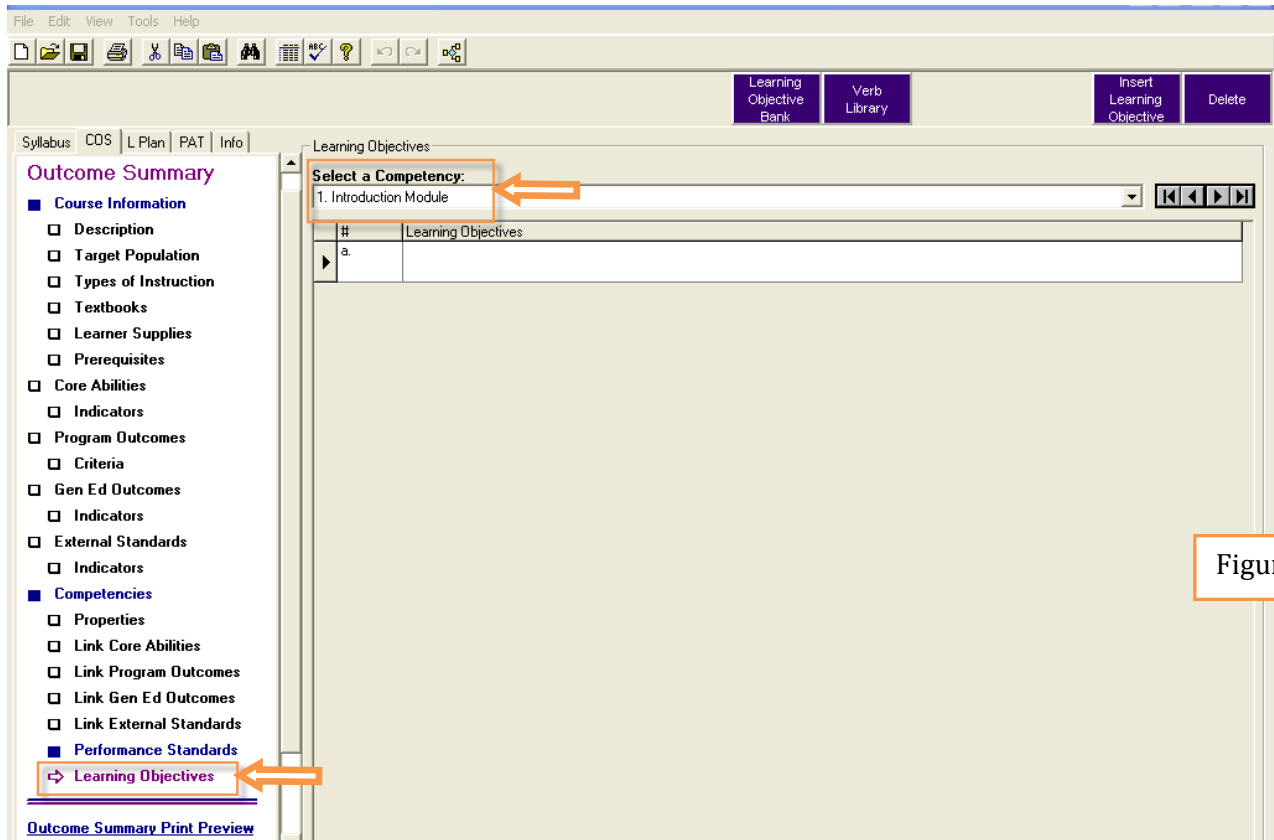 File Edit View Tools Help
ABC
Learning
Objective
Bank
Verb
Library
Insert
Learning
Objective
Delete
Syllabus COS L Plan PAT Info
Outcome Summary
Course Information
Description
Target Population
Types of Instruction
Textbooks
Learner Supplies
Prerequisites
Core Abilities
Indicators
Program Outcomes
Criteria
Gen Ed Outcomes
Indicators
External Standards
Indicators
Competencies
Properties
Link Core Abilities
Link Program Outcomes
Link Gen Ed Outcomes
Link External Standards
Performance Standards
Learning Objectives
Outcome Summary Print Preview
Learning Objectives
Select a Competency:
1. Introduction Module
# Learning Objectives
a.
Figur